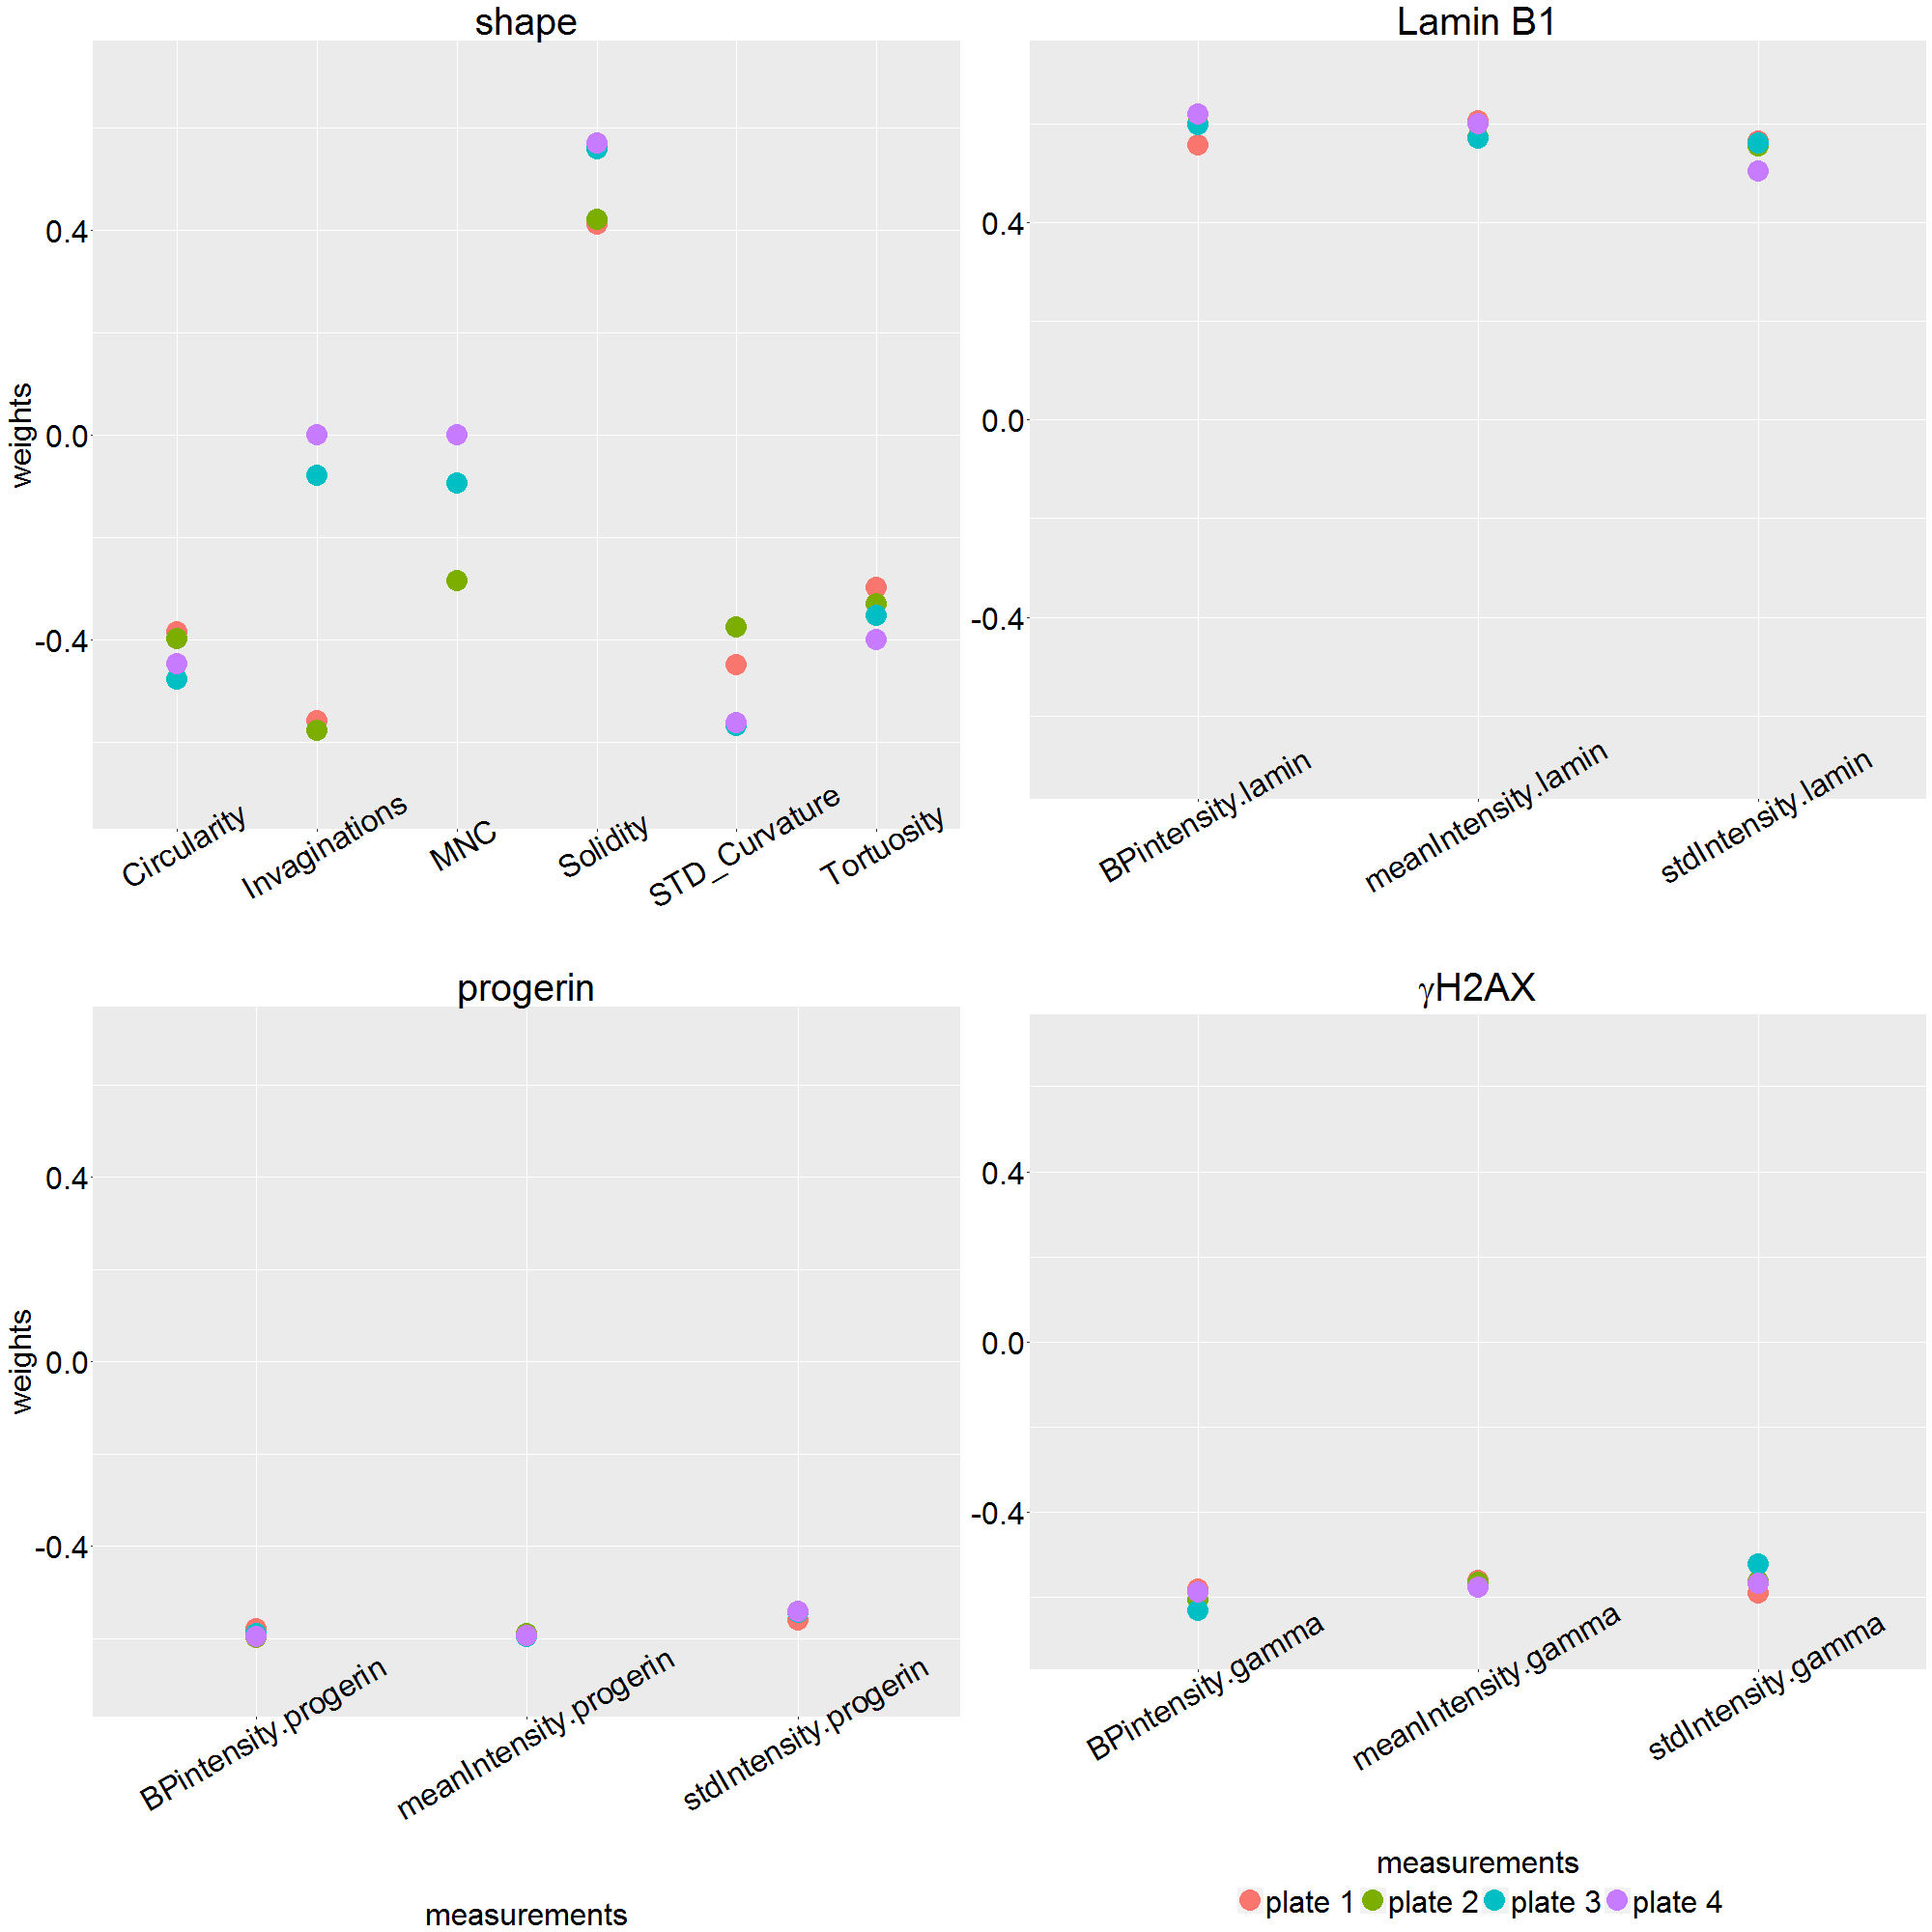 shape
weights
0.4
0.0
-0.4
Circularity
Invaginations
MNC
Solidity
STD_Curvature
Tortuosity
Lamin B1
0.4
0.0
-0.4
BPintensity.lamin
meanIntensity.lamin
stdIntensity.lamin
progerin
weights
0.4
0.0
-0.4
BPintensity.progerin
meanIntensity.progerin
stdIntensity.progerin
measurements
γH2AX
0.4
0.0
-0.4
BPintensity.gamma
meanIntensity.gamma
stdIntensity.gamma
measurements
plate 1 plate 2 plate 3 plate 4